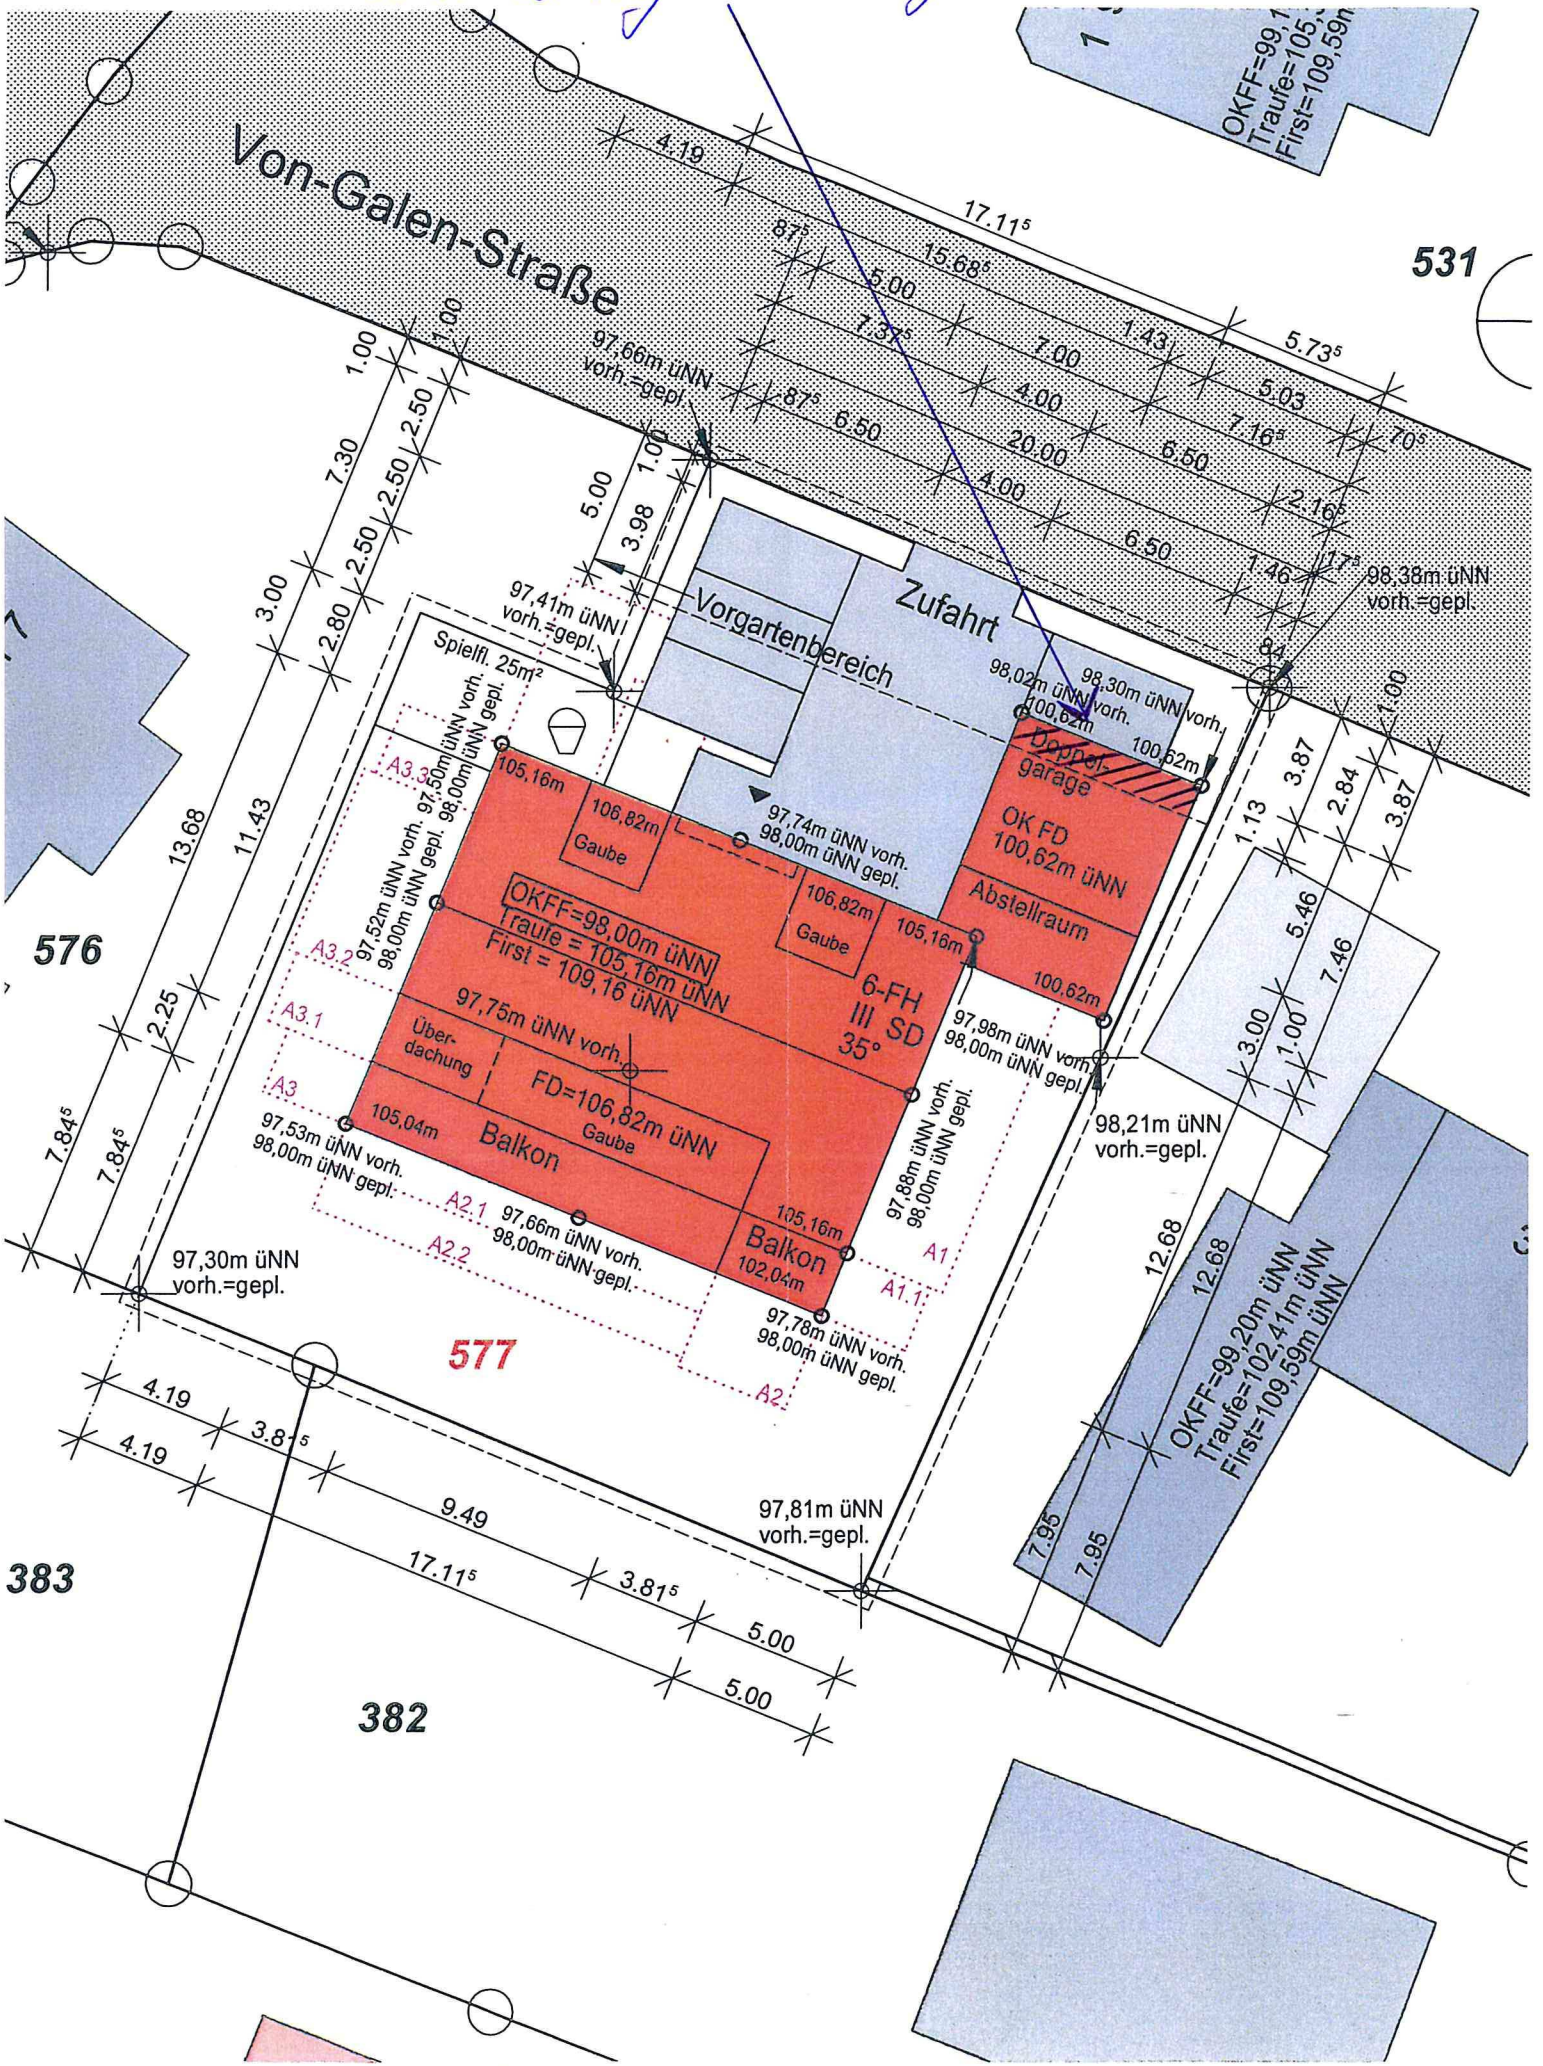 1
OKFF=99,1
Traufe=105,
First=109,59m
Von-Galen-Straße
4.19
17.11⁵
531
87⁵
15.68⁵
5.00
7.37⁵
7.00
1.43
5.73⁵
5.03
4.00
7.16⁵
70⁵
87⁵
6.50
20.00
6.50
4.00
2.16⁵
6.50
1.46
17⁵
84
1.00
1.00
97,66m üNN
vorh.=gepl.
98,38m üNN
vorh.=gepl.
7.30
2.50
2.50
2.50
3.00
2.80
5.00
3.98
97,41m üNN
vorh.=gepl.
Vorgartenbereich
Zufahrt
Spielfl. 25m²
98,02m üNN vorh.
100,62m
98,30m üNN vorh.
100,62m
Doppel-
garage
OK FD
100,62m üNN
Abstellraum
100,62m
97,50m üNN vorh.
98,00m üNN gepl.
97,52m üNN vorh.
98,00m üNN gepl.
A3.3
105,16m
106,82m
Gaube
97,74m üNN vorh.
98,00m üNN gepl.
106,82m
Gaube
105,16m
OKFF=98,00m üNN
Traufe = 105,16m üNN
First = 109,16 üNN
6-FH
III SD
35°
97,75m üNN vorh.
Über-
dachung
FD=106,82m üNN
Gaube
105,04m
Balkon
105,16m
Balkon
102,04m
97,98m üNN vorh.
98,00m üNN gepl.
97,88m üNN vorh.
98,00m üNN gepl.
98,21m üNN
vorh.=gepl.
1.00
3.87
2.84
3.87
1.13
5.46
7.46
3.00
1.00
12.68
12.68
7.95
7.95
576
13.68
11.43
2.25
7.84⁵
7.84⁵
A3.2
A3.1
A3
97,53m üNN vorh.
98,00m üNN gepl.
A2.1
A2.2
97,66m üNN vorh.
98,00m üNN gepl.
A1
A1.1
97,78m üNN vorh.
98,00m üNN gepl.
A2
97,30m üNN
vorh.=gepl.
577
OKFF=99,20m üNN
Traufe=102,41m üNN
First=109,59m üNN
4.19
3.81⁵
4.19
9.49
17.11⁵
3.81⁵
5.00
5.00
97,81m üNN
vorh.=gepl.
383
382